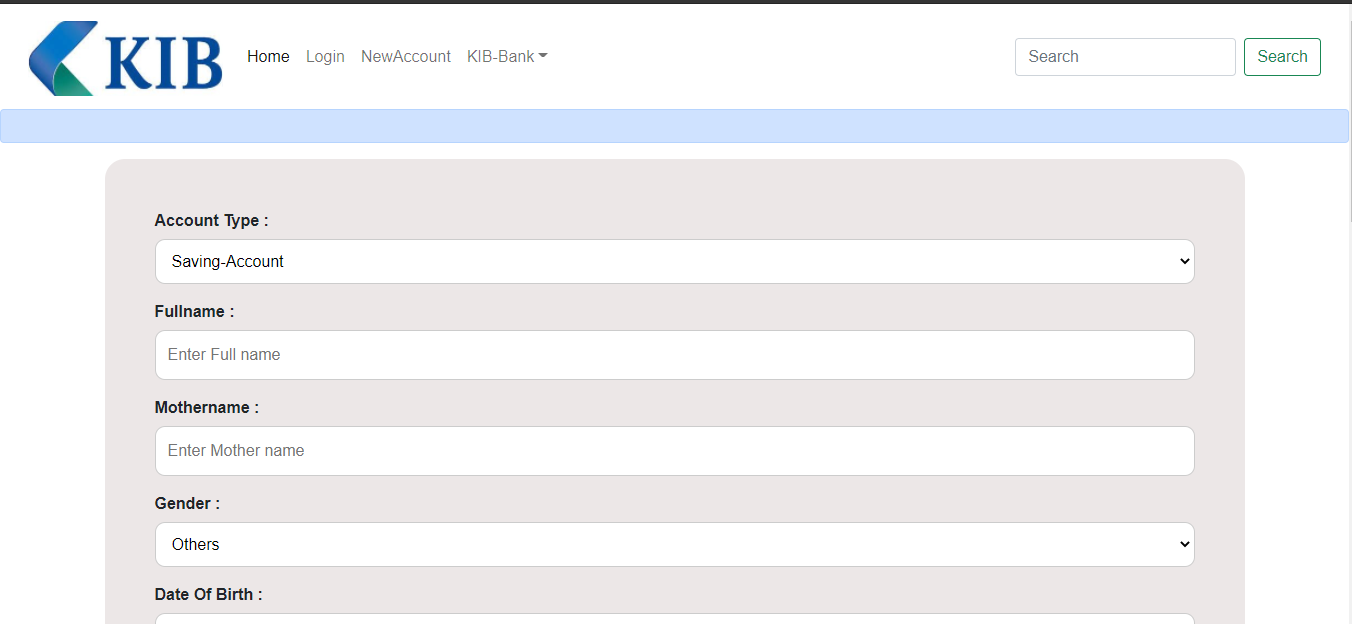 KIB Home Login NewAccount KIB-Bank Search Search
Account Type :
Saving-Account
Fullname :
Enter Full name
Mothername :
Enter Mother name
Gender :
Others
Date Of Birth :